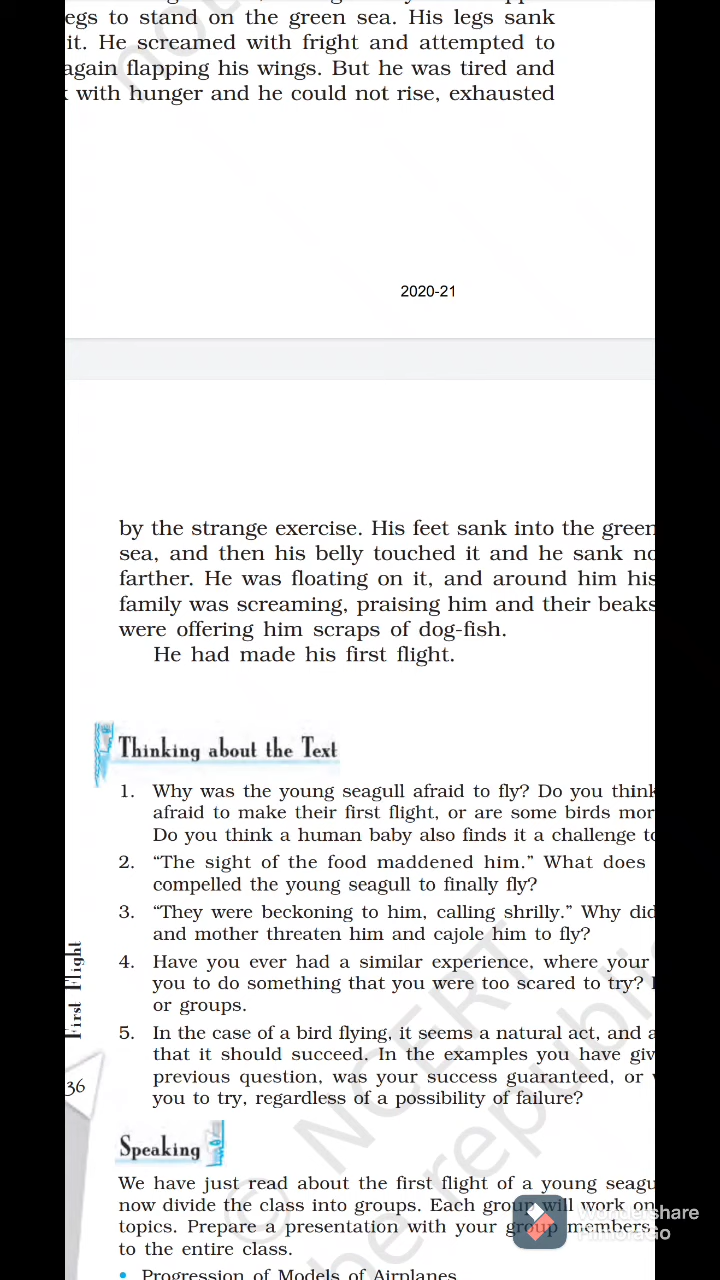 egs to stand on the green sea. His legs sank
it. He screamed with fright and attempted to
again flapping his wings. But he was tired and
with hunger and he could not rise, exhausted
2020-21
by the strange exercise. His feet sank into the green
sea, and then his belly touched it and he sank no
farther. He was floating on it, and around him his
family was screaming, praising him and their beaks
were offering him scraps of dog-fish.
He had made his first flight.
Thinking about the Text
1. Why was the young seagull afraid to fly? Do you think
afraid to make their first flight, or are some birds mor
Do you think a human baby also finds it a challenge to
2. “The sight of the food maddened him.” What does
compelled the young seagull to finally fly?
3. “They were beckoning to him, calling shrilly.” Why did
and mother threaten him and cajole him to fly?
4. Have you ever had a similar experience, where your
you to do something that you were too scared to try?
or groups.
5. In the case of a bird flying, it seems a natural act, and a
that it should succeed. In the examples you have giv
previous question, was your success guaranteed, or
you to try, regardless of a possibility of failure?
First Flight
36
Speaking
We have just read about the first flight of a young seagu
now divide the class into groups. Each group will work on
topics. Prepare a presentation with your group members
to the entire class.
• Progression of Models of Airplanes
© NCERT
be republi
Wondershare
Filmorago